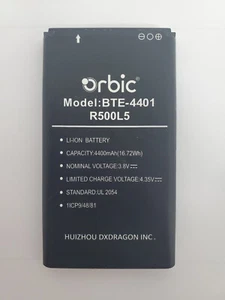 orbic
Model:BTE-4401
R500L5
LI-ION BATTERY
CAPACITY:4400mAh(16.72Wh)
NOMINAL VOLTAGE:3.8V
LIMITED CHARGE VOLTAGE:4.35V
STANDARD:UL 2054
1ICP9/48/81
HUIZHOU DXDRAGON INC.